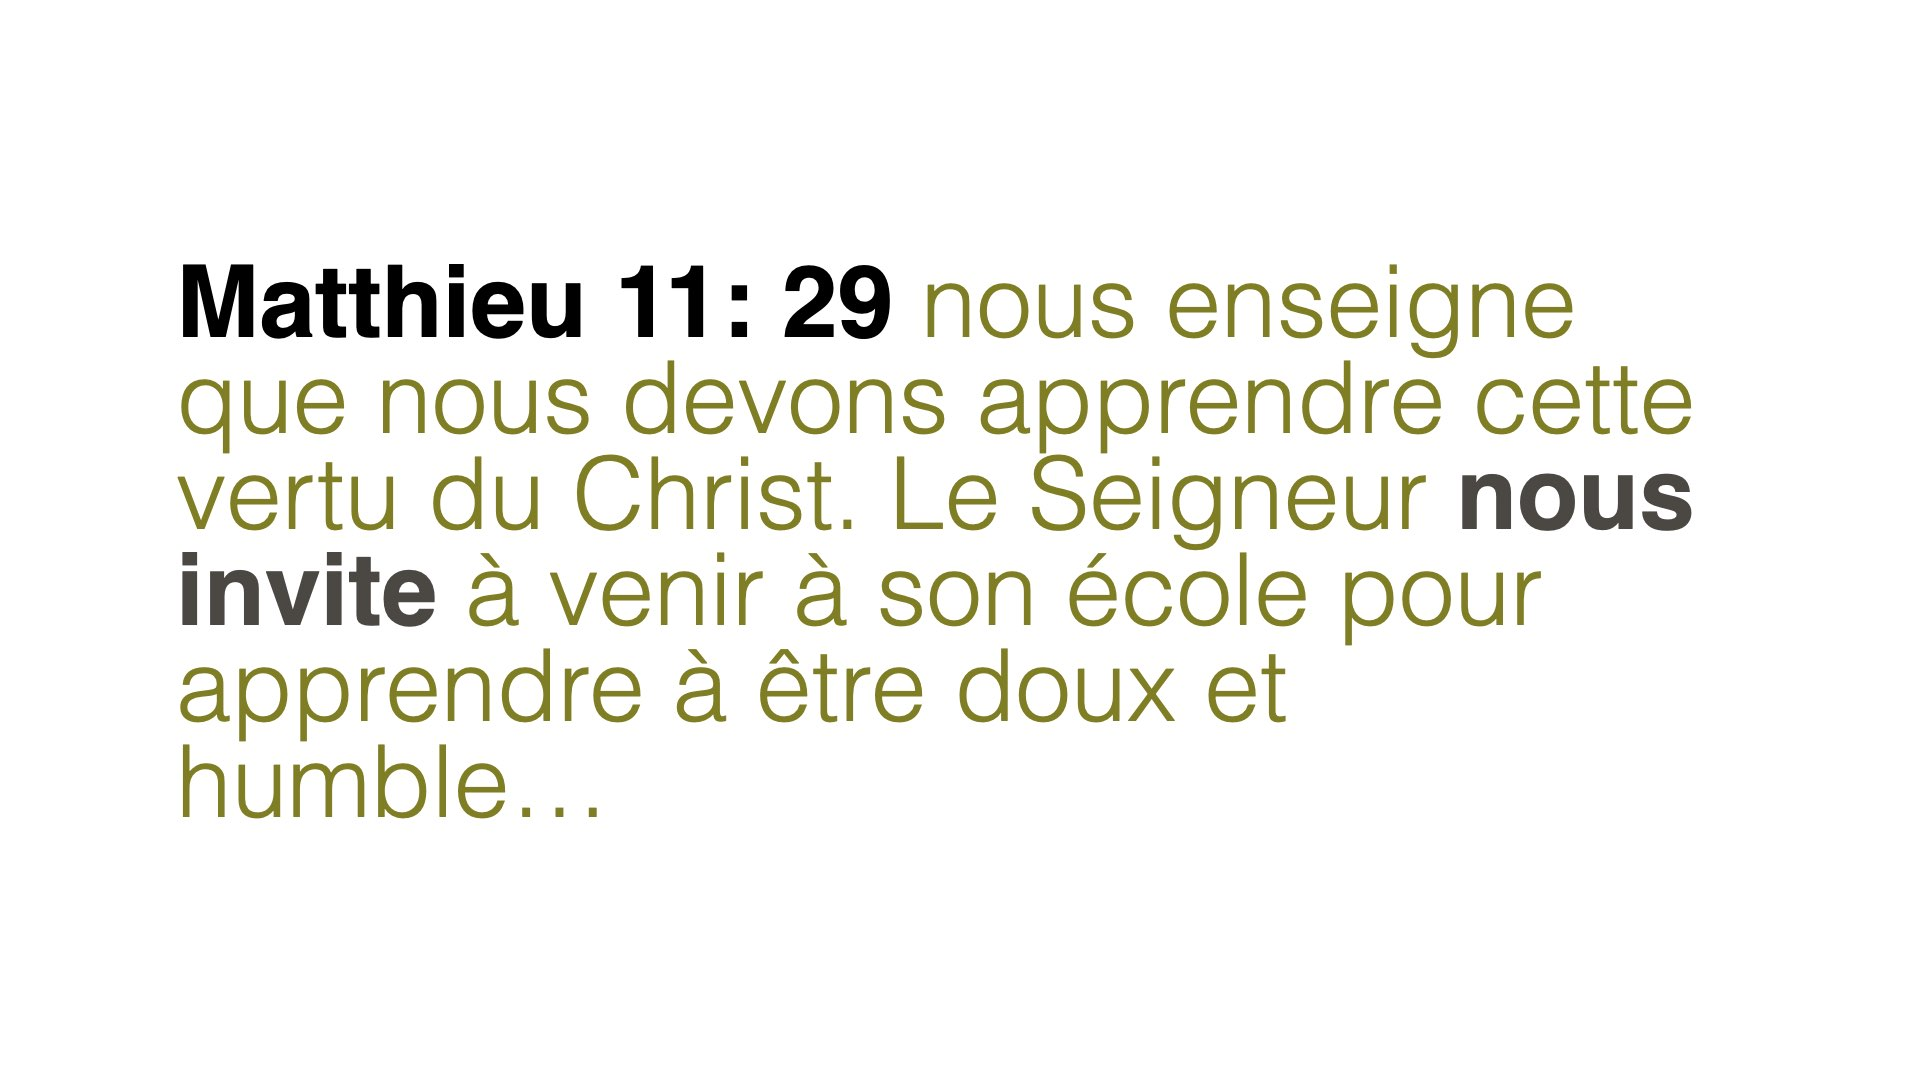 Matthieu 11: 29 nous enseigne
que nous devons apprendre cette
vertu du Christ. Le Seigneur nous
invite à venir à son école pour
apprendre à être doux et
humble…